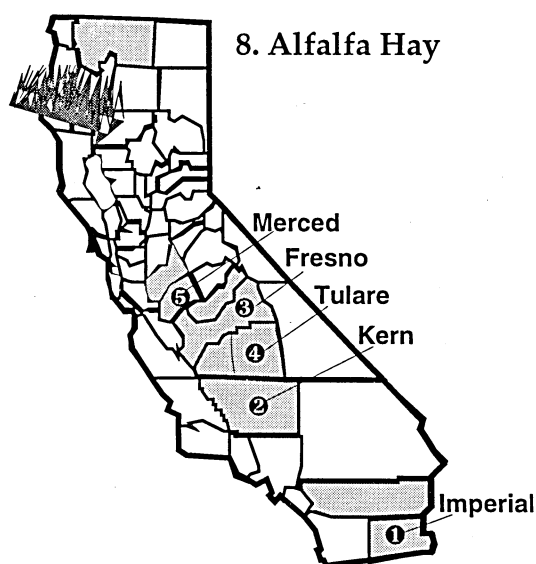 8. Alfalfa Hay
Merced
Fresno
Tulare
Kern
5
3
4
2
Imperial
1